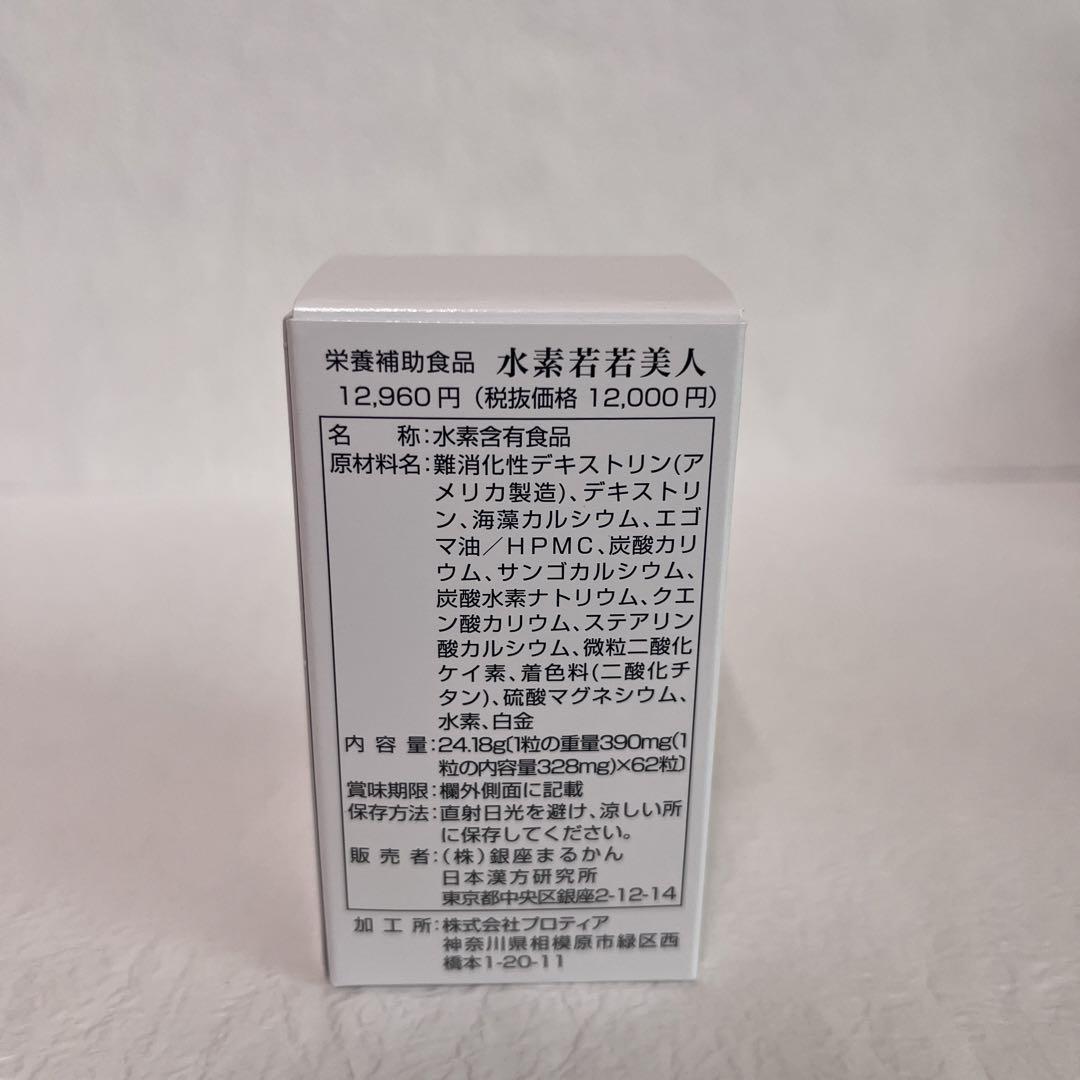 栄養補助食品 水素若若美人
12,960円(税抜価格 12,000円)
名 称:水素含有食品
原材料名:難消化性デキストリン(ア
メリカ製造)、デキストリ
ン、海藻カルシウム、エゴ
マ油/HPMC、炭酸カリ
ウム、サンゴカルシウム、
炭酸水素ナトリウム、クエ
ン酸カリウム、ステアリン
酸カルシウム、微粒二酸化
ケイ素、着色料(二酸化チ
タン)、硫酸マグネシウム、
水素、白金
内容量:24.18g〔1粒の重量390mg(1
粒の内容量328mg)×62粒〕
賞味期限:欄外側面に記載
保存方法:直射日光を避け、涼しい所
に保存してください。
販売者:(株)銀座まるかん
日本漢方研究所
東京都中央区銀座2-12-14
加工所:株式会社プロティア
神奈川県相模原市緑区西
橋本1-20-11